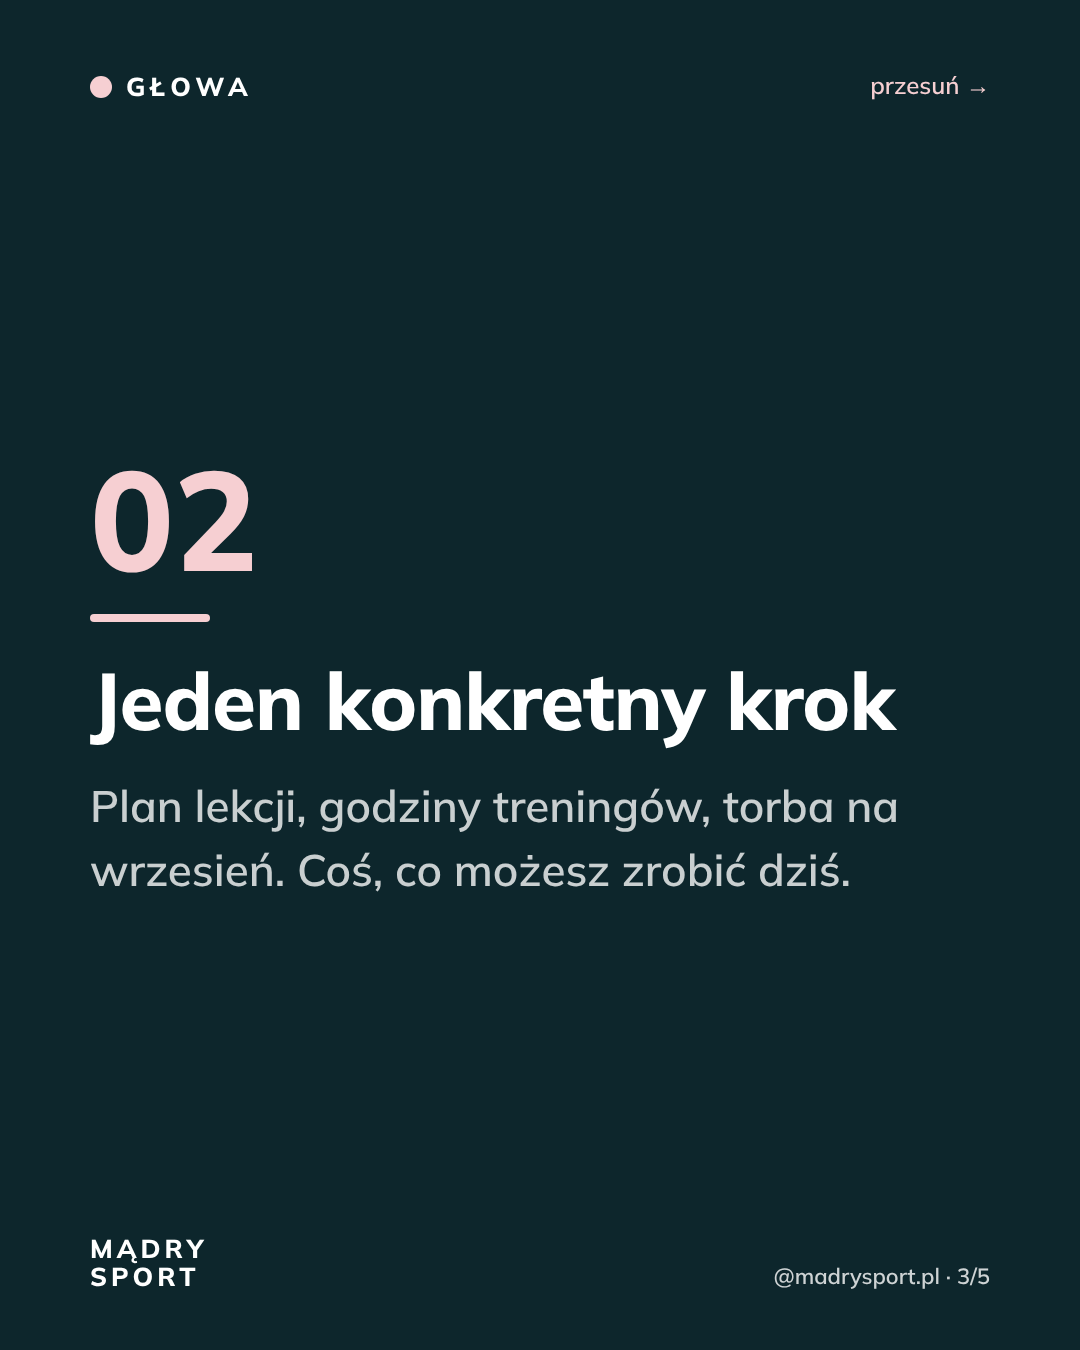 GŁOWA
przesuń →
02
Jeden konkretny krok
Plan lekcji, godziny treningów, torba na
wrzesień. Coś, co możesz zrobić dziś.
MĄDRY
SPORT
@madrysport.pl · 3/5